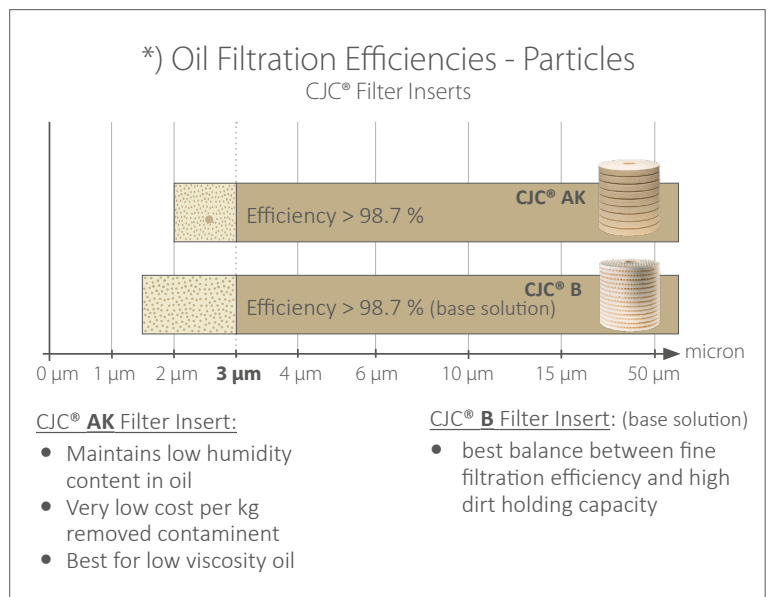 *) Oil Filtration Efficiencies - Particles
CJC® Filter Inserts
CJC® AK
Efficiency > 98.7 %
CJC® B
Efficiency > 98.7 % (base solution)
micron
0 µm 1 µm 2 µm 3 µm 4 µm 6 µm 10 µm 15 µm 50 µm
CJC® AK Filter Insert:
• Maintains low humidity
content in oil
• Very low cost per kg
removed contaminent
• Best for low viscosity oil
CJC® B Filter Insert: (base solution)
• best balance between fine
filtration efficiency and high
dirt holding capacity